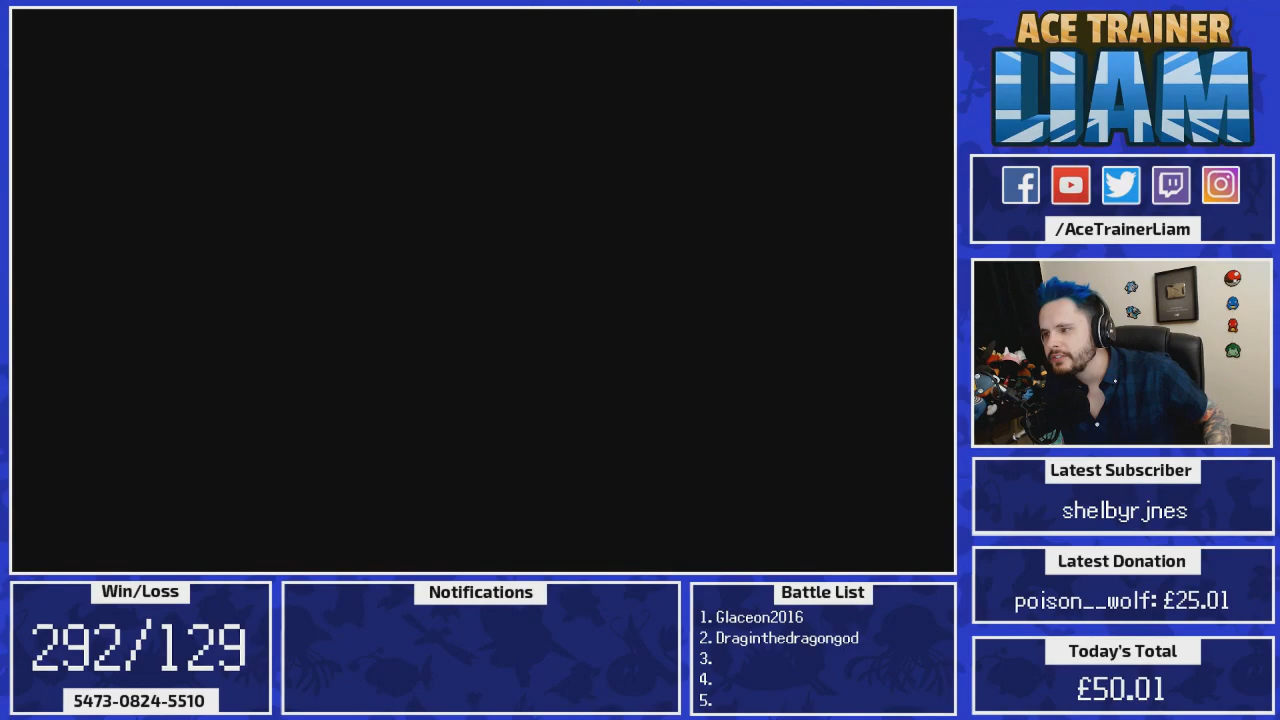 ACE TRAINER
LIAM
/AceTrainerLiam
Latest Subscriber
shelbyrjnes
Latest Donation
poison__wolf: £25.01
Today's Total
£50.01
Win/Loss
292/129
5473-0824-5510
Notifications
Battle List
1. Glaceon2016
2. Draginthedragongod
3.
4.
5.